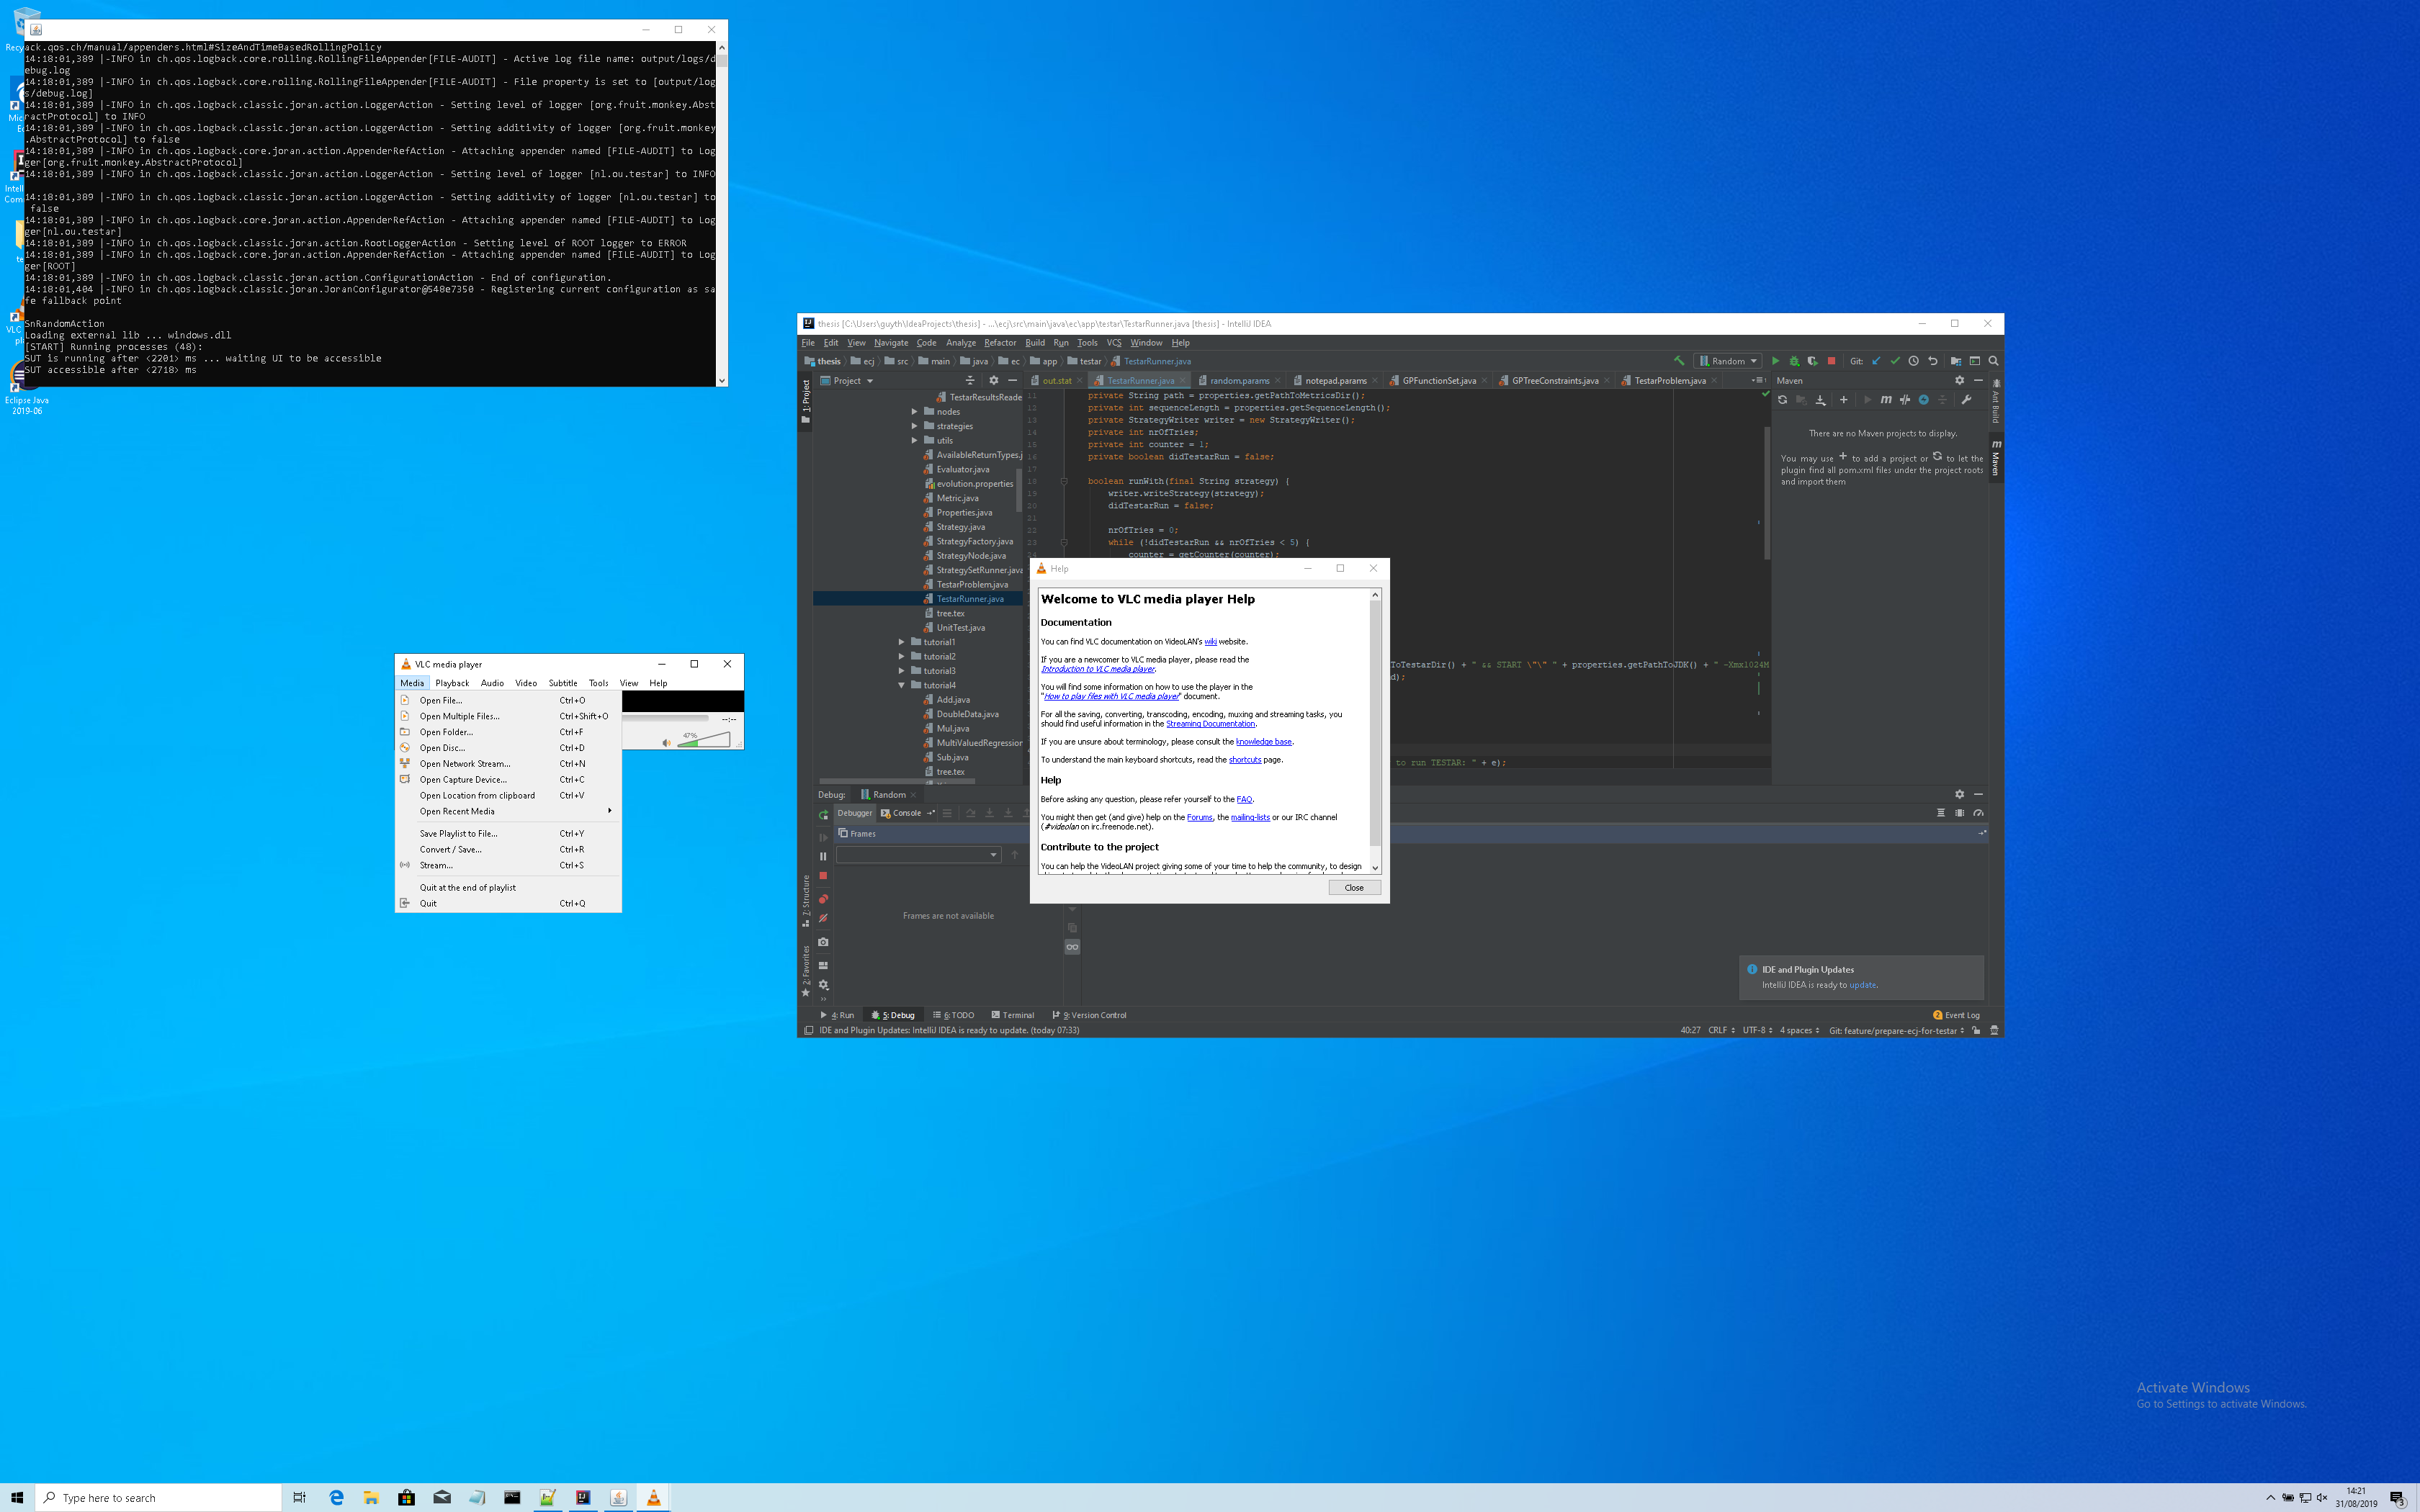 ack.qos.ch/manual/appenders.html#SizeAndTimeBasedRollingPolicy
14:18:01,389 |-INFO in ch.qos.logback.core.rolling.RollingFileAppender[FILE-AUDIT] - Active log file name: output/logs/d
ebug.log
14:18:01,389 |-INFO in ch.qos.logback.core.rolling.RollingFileAppender[FILE-AUDIT] - File property is set to [output/log
s/debug.log]
14:18:01,389 |-INFO in ch.qos.logback.classic.joran.action.LoggerAction - Setting level of logger [org.fruit.monkey.Abst
ractProtocol] to INFO
14:18:01,389 |-INFO in ch.qos.logback.classic.joran.action.LoggerAction - Setting additivity of logger [org.fruit.monkey
.AbstractProtocol] to false
14:18:01,389 |-INFO in ch.qos.logback.core.joran.action.AppenderRefAction - Attaching appender named [FILE-AUDIT] to Log
ger[org.fruit.monkey.AbstractProtocol]
14:18:01,389 |-INFO in ch.qos.logback.classic.joran.action.LoggerAction - Setting level of logger [nl.ou.testar] to INFO
14:18:01,389 |-INFO in ch.qos.logback.classic.joran.action.LoggerAction - Setting additivity of logger [nl.ou.testar] to
false
14:18:01,389 |-INFO in ch.qos.logback.core.joran.action.AppenderRefAction - Attaching appender named [FILE-AUDIT] to Log
ger[nl.ou.testar]
14:18:01,389 |-INFO in ch.qos.logback.classic.joran.action.RootLoggerAction - Setting level of ROOT logger to ERROR
14:18:01,389 |-INFO in ch.qos.logback.core.joran.action.AppenderRefAction - Attaching appender named [FILE-AUDIT] to Log
ger[ROOT]
14:18:01,389 |-INFO in ch.qos.logback.classic.joran.action.ConfigurationAction - End of configuration.
14:18:01,404 |-INFO in ch.qos.logback.classic.joran.JoranConfigurator@548e7350 - Registering current configuration as sa
fe fallback point
SnRandomAction
Loading external lib ... windows.dll
[START] Running processes (48):
SUT is running after <2201> ms ... waiting UI to be accessible
SUT accessible after <2718> ms
Eclipse Java
2019-06
thesis [C:\Users\guyth\IdeaProjects\thesis] - ...\ecj\src\main\java\ec\app\testar\TestarRunner.java [thesis] - IntelliJ IDEA
File Edit View Navigate Code Analyze Refactor Build Run Tools VCS Window Help
thesis ecj src main java ec app testar TestarRunner.java Random Git:
1: Project
Project
out.stat TestarRunner.java random.params notepad.params GPFunctionSet.java GPTreeConstraints.java TestarProblem.java
TestarResultsReade
nodes
strategies
utils
AvailableReturnTypes.j
Evaluator.java
evolution.properties
Metric.java
Properties.java
Strategy.java
StrategyFactory.java
StrategyNode.java
StrategySetRunner.java
TestarProblem.java
TestarRunner.java
tree.tex
UnitTest.java
tutorial1
tutorial2
tutorial3
tutorial4
Add.java
DoubleData.java
Mul.java
MultiValuedRegression
Sub.java
tree.tex
11 private String path = properties.getPathToMetricsDir();
12 private int sequenceLength = properties.getSequenceLength();
13 private StrategyWriter writer = new StrategyWriter();
14 private int nrOfTries;
15 private int counter = 1;
16 private boolean didTestarRun = false;
17
18 boolean runWith(final String strategy) {
19 writer.writeStrategy(strategy);
20 didTestarRun = false;
21
22 nrOfTries = 0;
23 while (!didTestarRun && nrOfTries < 5) {
counter = getCounter(counter);
ToTestarDir() + " && START \"\" " + properties.getPathToJDK() + " -Xmx1024M
d);
to run TESTAR: " + e);
Maven
There are no Maven projects to display.
You may use + to add a project or to let the
plugin find all pom.xml files under the project roots
and import them
Ant Build
Maven
Help
Welcome to VLC media player Help
Documentation
You can find VLC documentation on VideoLAN's wiki website.
If you are a newcomer to VLC media player, please read the
Introduction to VLC media player.
You will find some information on how to use the player in the
"How to play files with VLC media player" document.
For all the saving, converting, transcoding, encoding, muxing and streaming tasks, you
should find useful information in the Streaming Documentation.
If you are unsure about terminology, please consult the knowledge base.
To understand the main keyboard shortcuts, read the shortcuts page.
Help
Before asking any question, please refer yourself to the FAQ.
You might then get (and give) help on the Forums, the mailing-lists or our IRC channel
(#videolan on irc.freenode.net).
Contribute to the project
You can help the VideoLAN project giving some of your time to help the community, to design
Close
VLC media player
Media Playback Audio Video Subtitle Tools View Help
Open File... Ctrl+O
Open Multiple Files... Ctrl+Shift+O
Open Folder... Ctrl+F
Open Disc... Ctrl+D
Open Network Stream... Ctrl+N
Open Capture Device... Ctrl+C
Open Location from clipboard Ctrl+V
Open Recent Media
Save Playlist to File... Ctrl+Y
Convert / Save... Ctrl+R
Stream... Ctrl+S
Quit at the end of playlist
Quit Ctrl+Q
--:--
47%
Debug: Random
Debugger Console
Frames
Frames are not available
7: Structure
2: Favorites
IDE and Plugin Updates
IntelliJ IDEA is ready to update.
4: Run 5: Debug 6: TODO Terminal 9: Version Control 2 Event Log
IDE and Plugin Updates: IntelliJ IDEA is ready to update. (today 07:33) 40:27 CRLF UTF-8 4 spaces Git: feature/prepare-ecj-for-testar
Activate Windows
Go to Settings to activate Windows.
Type here to search
14:21
31/08/2019
3